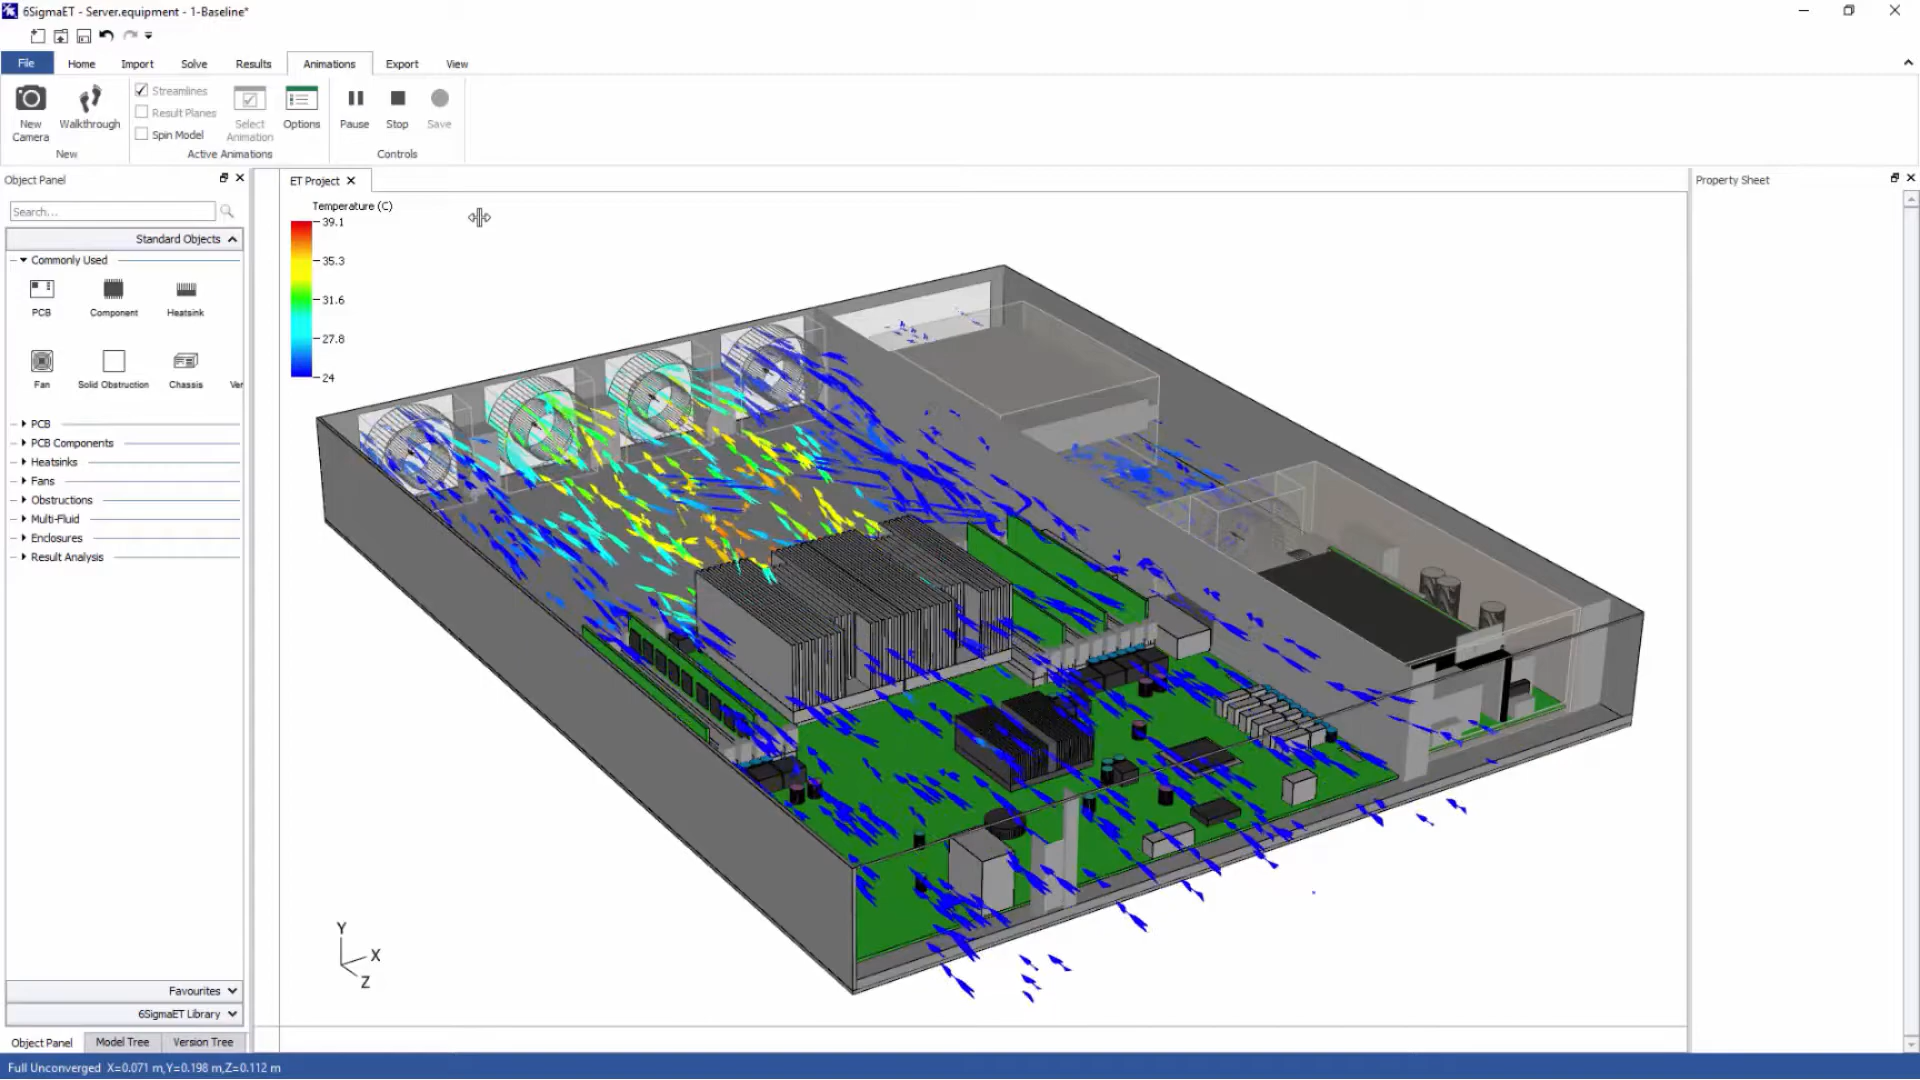 6SigmaET - Server.equipment - 1-Baseline*
File Home Import Solve Results Animations Export View
New Camera
Walkthrough
New
Streamlines
Result Planes
Spin Model
Select Animation
Options
Active Animations
Pause Stop Save
Controls
Object Panel
Search...
Standard Objects
Commonly Used
PCB Component Heatsink
Fan Solid Obstruction Chassis Ver
PCB
PCB Components
Heatsinks
Fans
Obstructions
Multi-Fluid
Enclosures
Result Analysis
Favourites
6SigmaET Library
Object Panel Model Tree Version Tree
ET Project
Temperature (C)
39.1
35.3
31.6
27.8
24
Y
X
Z
Property Sheet
Full Unconverged X=0.071 m,Y=0.198 m,Z=0.112 m